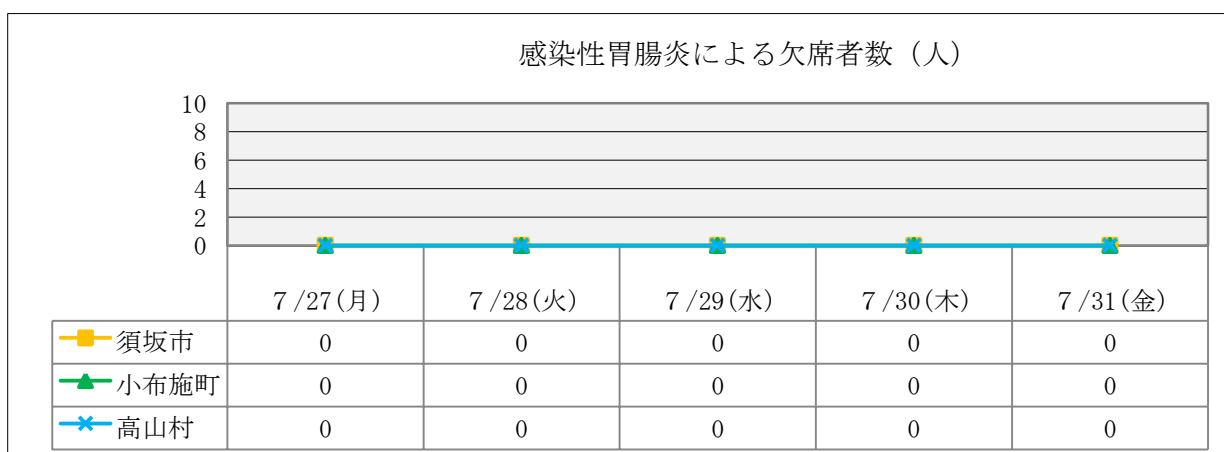 感染性胃腸炎による欠席者数（人）
10
8
6
4
2
0
７/27(月) ７/28(火) ７/29(水) ７/30(木) ７/31(金)
須坂市 0 0 0 0 0
小布施町 0 0 0 0 0
高山村 0 0 0 0 0